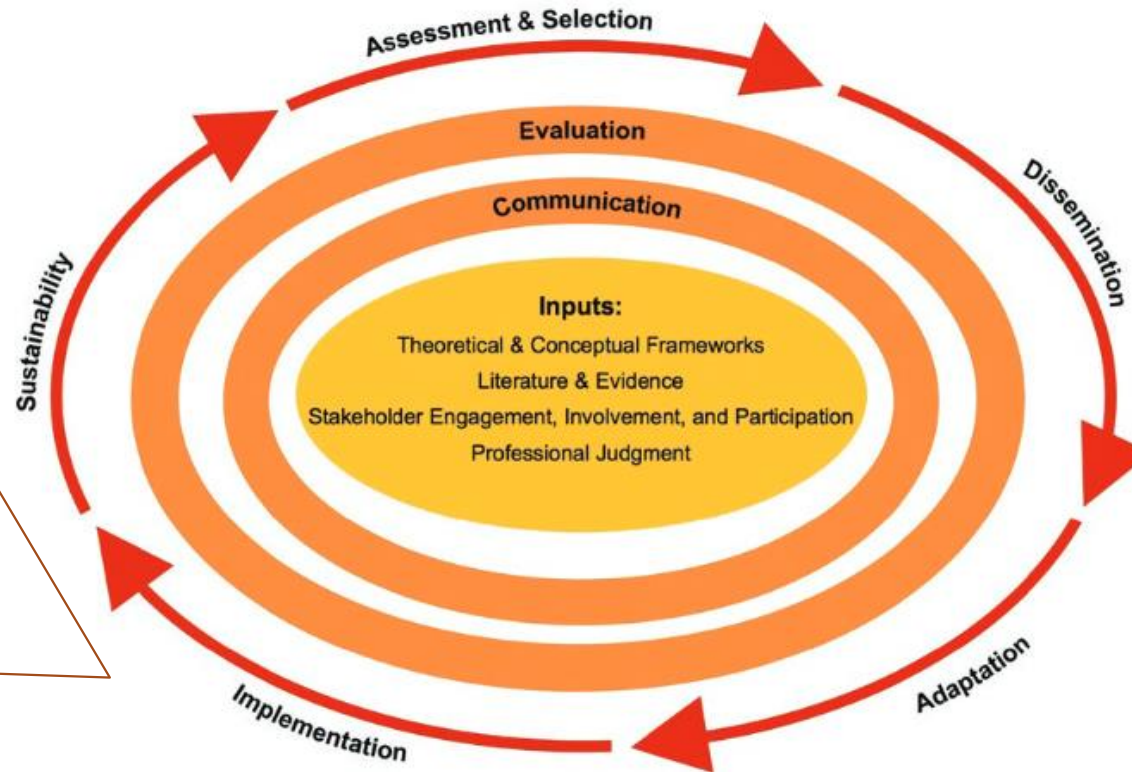 Assessment & Selection
Evaluation
Dissemination
Communication
Sustainability
Inputs:
Theoretical & Conceptual Frameworks
Literature & Evidence
Stakeholder Engagement, Involvement, and Participation
Professional Judgment
Adaptation
Implementation